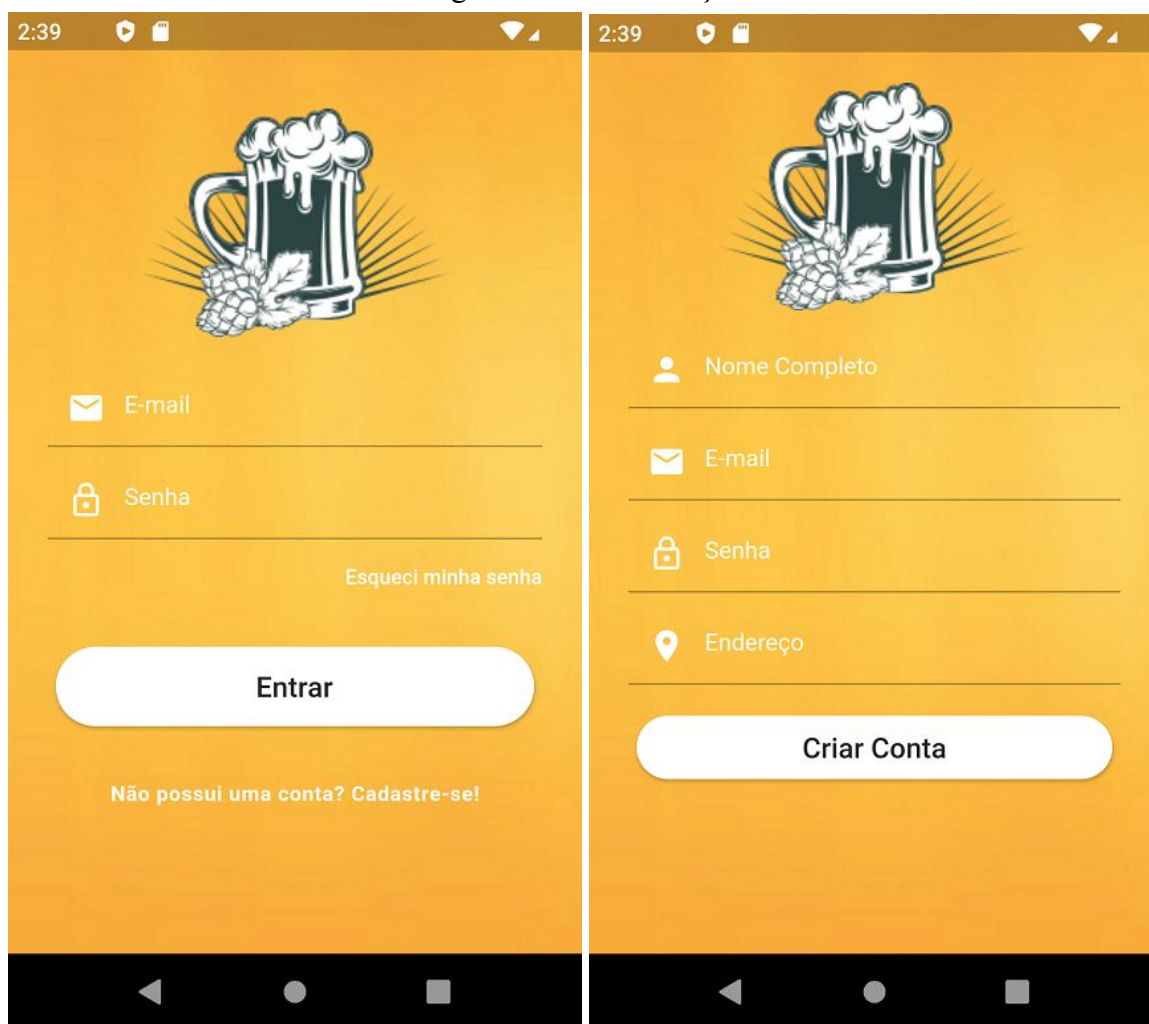 2:39
E-mail
Senha
Esqueci minha senha
Entrar
Não possui uma conta? Cadastre-se!
2:39
Nome Completo
E-mail
Senha
Endereço
Criar Conta